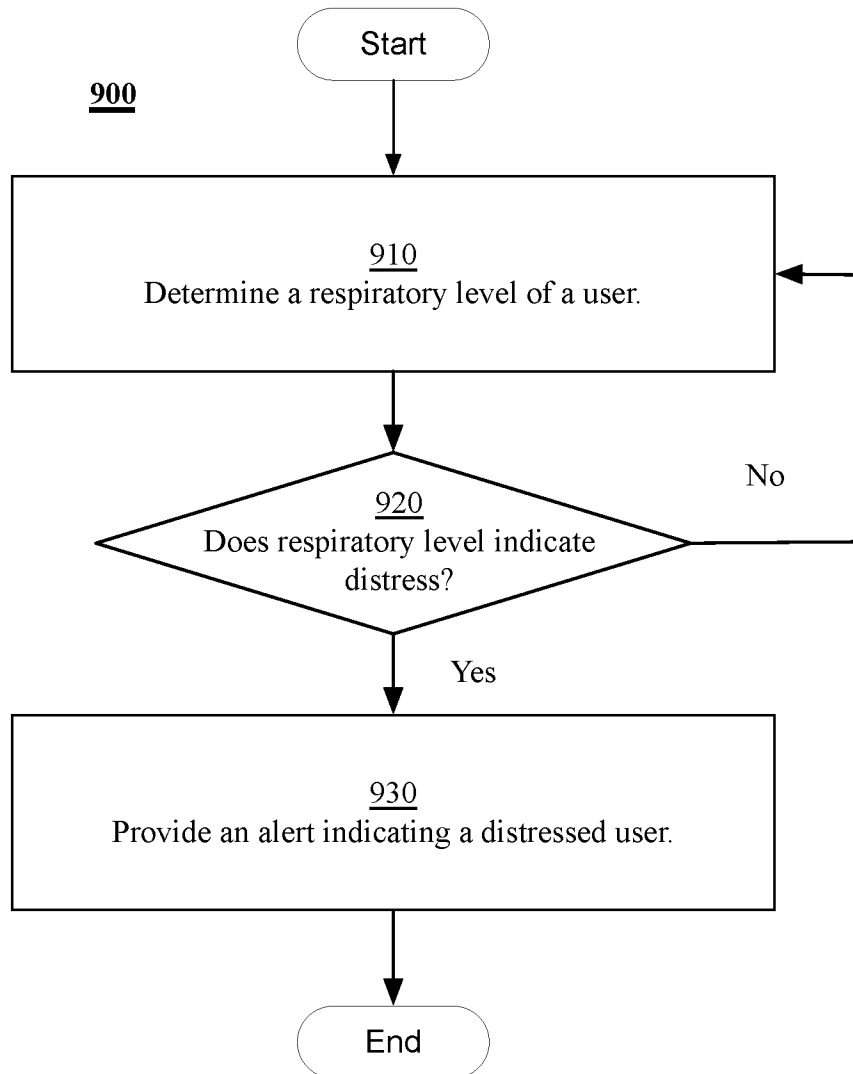 Start
900
910
Determine a respiratory level of a user.
No
920
Does respiratory level indicate
distress?
Yes
930
Provide an alert indicating a distressed user.
End